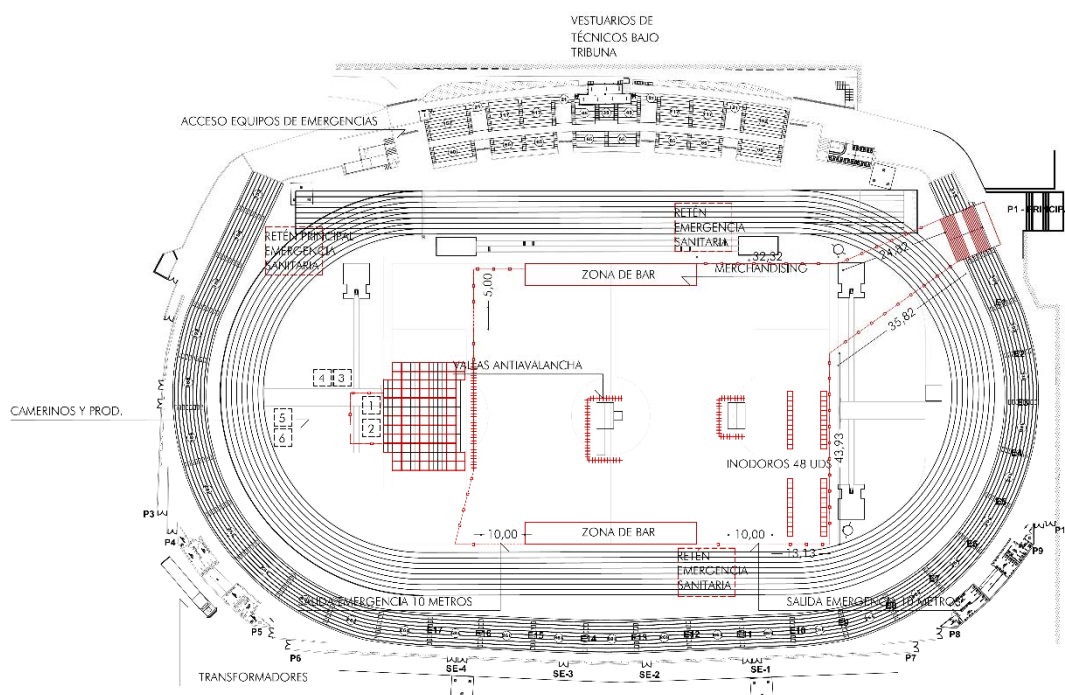 VESTUARIOS DE
TÉCNICOS BAJO
TRIBUNA
ACCESO EQUIPOS DE EMERGENCIAS
P1 - PRINCIPAL
RETÉN
EMERGENCIA
SANITARIA
RETÉN PRINCIPAL
EMERGENCIA
SANITARIA
24,82
32,32
ZONA DE BAR
MERCHANDISING
5,00
35,82
E1
E2
VALLAS ANTIAVALANCHA
4
3
E3
1
CAMERINOS Y PROD.
5
2
6
43,93
E4
INODOROS 48 UDS
E5
P3
P4
P1
ZONA DE BAR
10,00
10,00
E6
P9
13,13
RETÉN
EMERGENCIA
SANITARIA
E7
SALIDA EMERGENCIA 10 METROS
SALIDA EMERGENCIA 10 METROS
E8
E9
P5
E17
E16
E15
E14
E13
E12
E11
E10
P8
P6
P7
SE-4
SE-3
SE-2
SE-1
TRANSFORMADORES